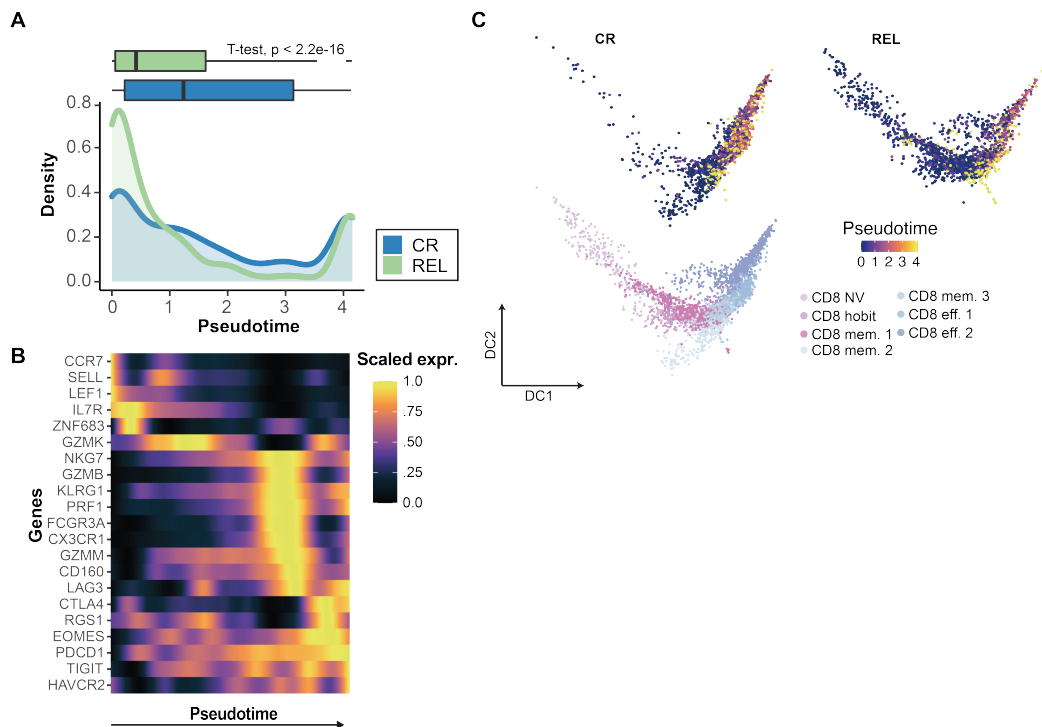 A
T-test, p < 2.2e-16
0.8
0.6
0.4
0.2
0.0
Density
0 1 2 3 4
Pseudotime
CR
REL
B
Scaled expr.
1.0
.75
.50
.25
0.0
Genes
CCR7
SELL
LEF1
IL7R
ZNF683
GZMK
NKG7
GZMB
KLRG1
PRF1
FCGR3A
CX3CR1
GZMM
CD160
LAG3
CTLA4
RGS1
EOMES
PDCD1
TIGIT
HAVCR2
Pseudotime
C
CR
REL
Pseudotime
0 1 2 3 4
CD8 NV
CD8 hobit
CD8 mem. 1
CD8 mem. 2
CD8 mem. 3
CD8 eff. 1
CD8 eff. 2
DC2
DC1